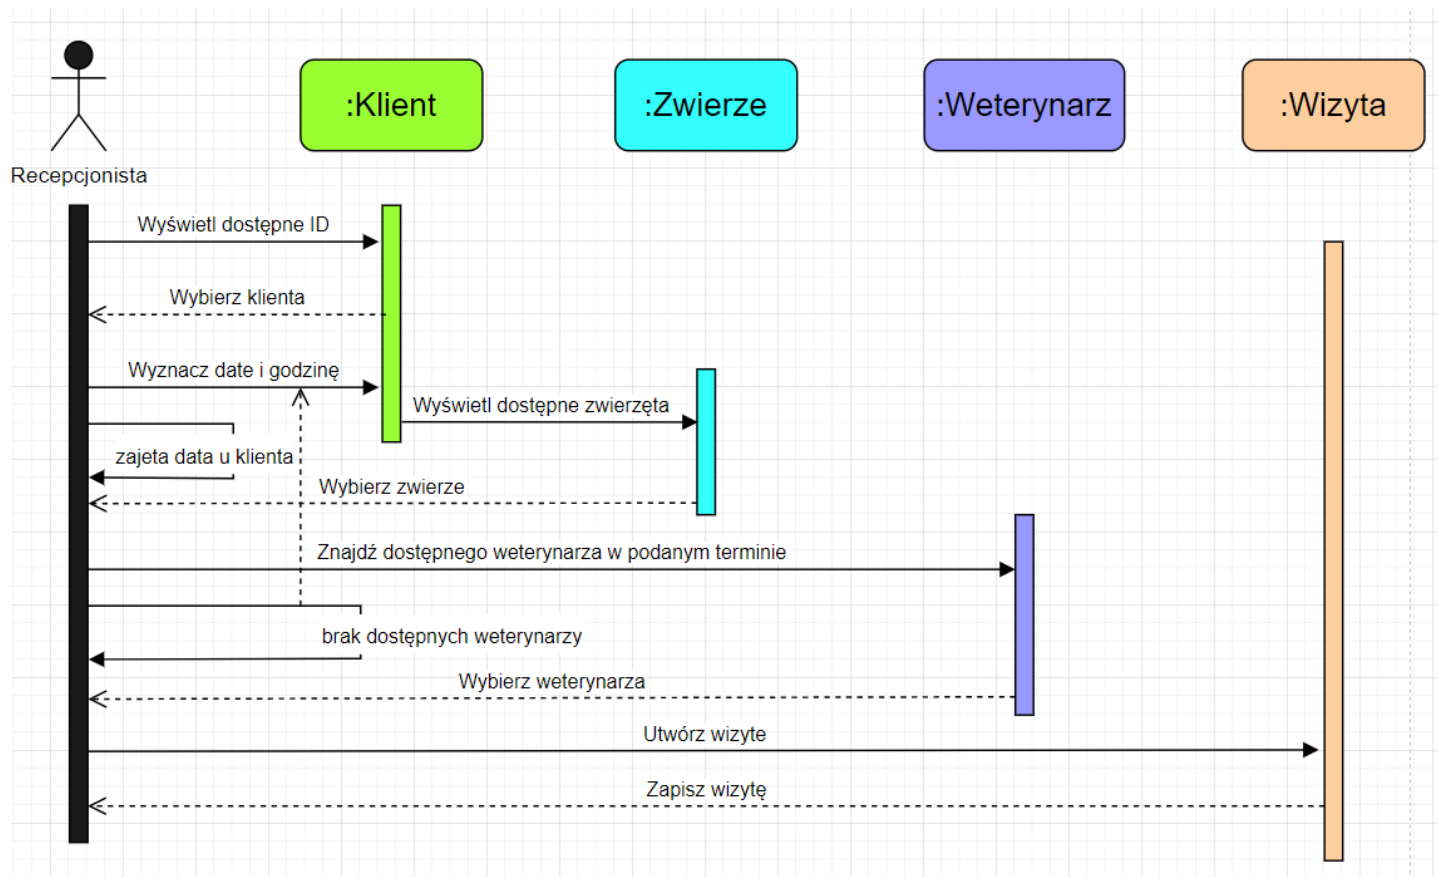 :Klient
:Zwierze
:Weterynarz
:Wizyta
Recepcjonista
Wyświetl dostępne ID
Wybierz klienta
Wyznacz date i godzinę
Wyświetl dostępne zwierzęta
zajeta data u klienta
Wybierz zwierze
Znajdź dostępnego weterynarza w podanym terminie
brak dostępnych weterynarzy
Wybierz weterynarza
Utwórz wizyte
Zapisz wizytę